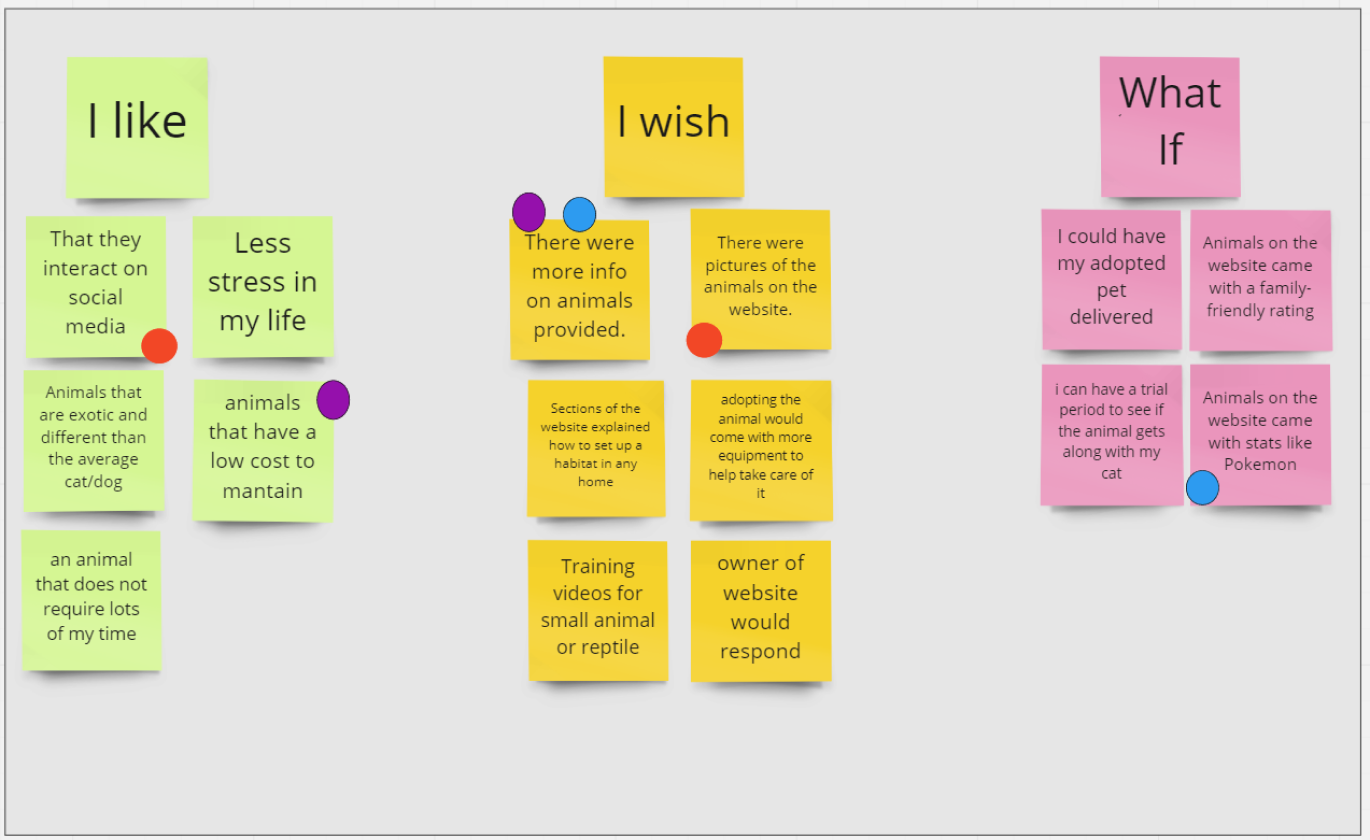 I like
That they
interact on
social
media
Less
stress in
my life
Animals that
are exotic and
different than
the average
cat/dog
animals
that have a
low cost to
mantain
an animal
that does not
require lots
of my time
I wish
There were
more info
on animals
provided.
There were
pictures of the
animals on the
website.
Sections of the
website explained
how to set up a
habitat in any
home
adopting the
animal would
come with more
equipment to
help take care of
it
Training
videos for
small animal
or reptile
owner of
website
would
respond
What
If
I could have
my adopted
pet
delivered
Animals on the
website came
with a family-
friendly rating
i can have a trial
period to see if
the animal gets
along with my
cat
Animals on the
website came
with stats like
Pokemon